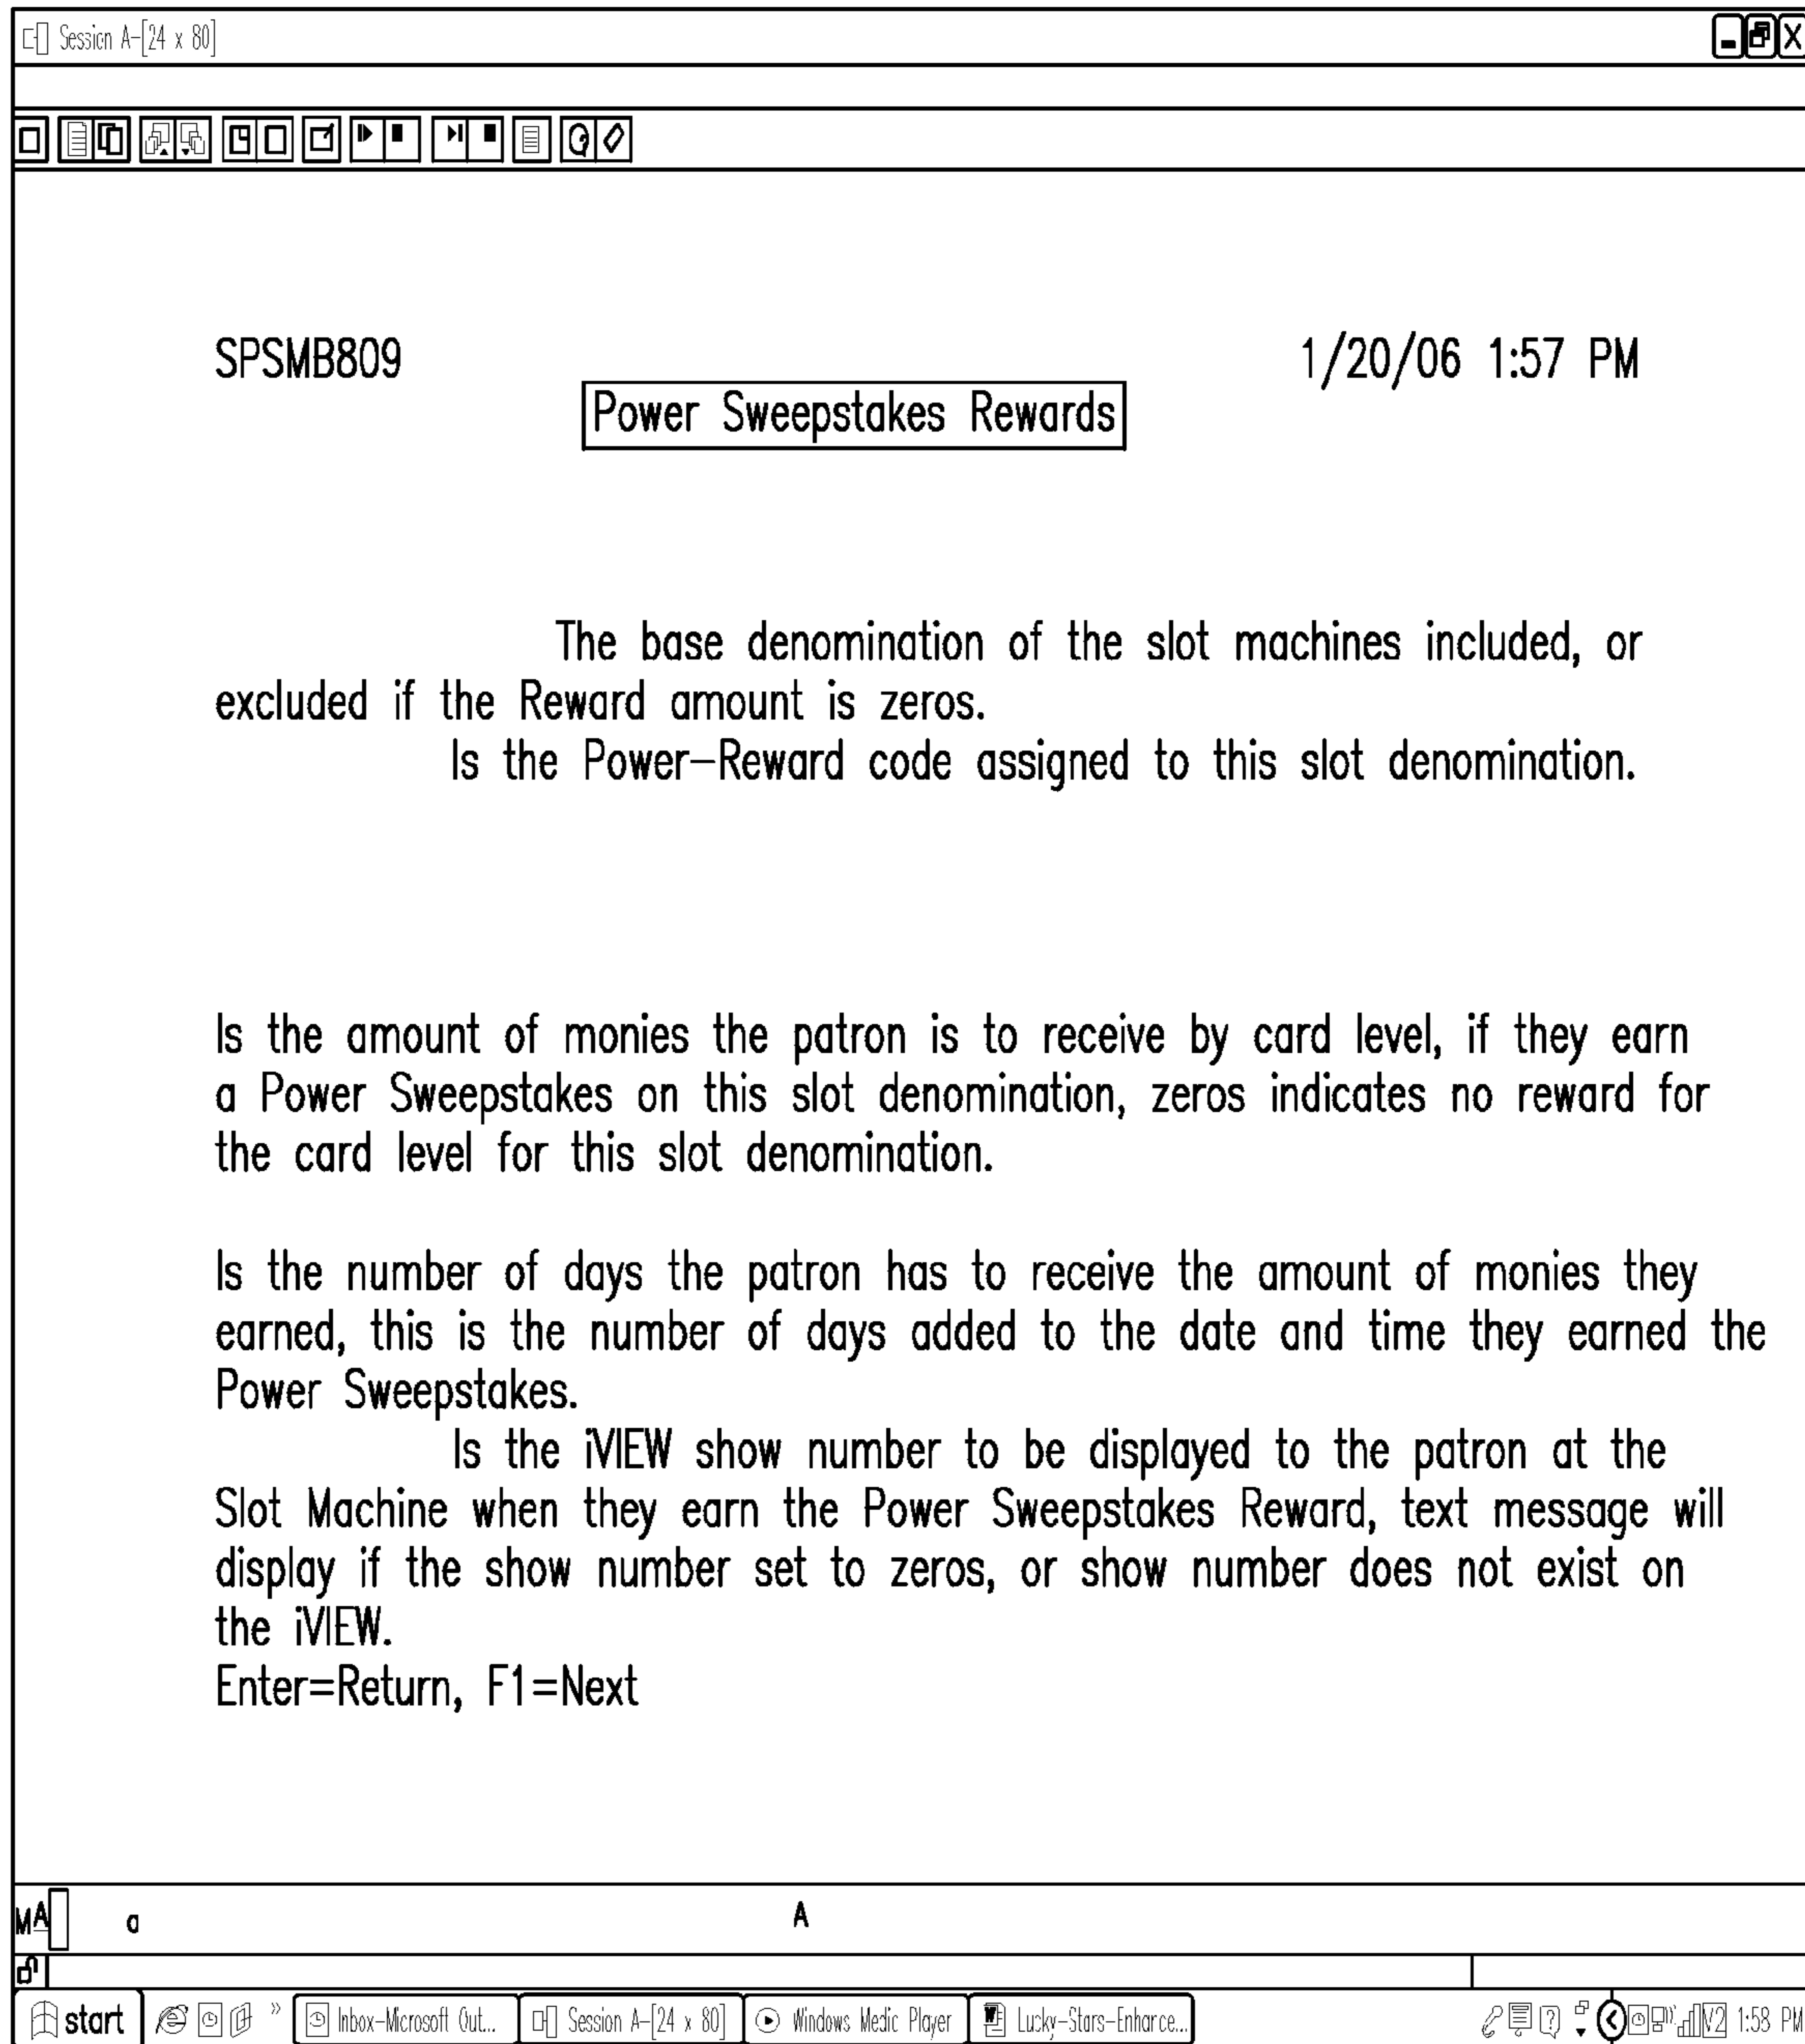 Session A-[24 x 80]
SPSMB809 1/20/06 1:57 PM
Power Sweepstakes Rewards
The base denomination of the slot machines included, or
excluded if the Reward amount is zeros.
Is the Power-Reward code assigned to this slot denomination.
Is the amount of monies the patron is to receive by card level, if they earn
a Power Sweepstakes on this slot denomination, zeros indicates no reward for
the card level for this slot denomination.
Is the number of days the patron has to receive the amount of monies they
earned, this is the number of days added to the date and time they earned the
Power Sweepstakes.
Is the iVIEW show number to be displayed to the patron at the
Slot Machine when they earn the Power Sweepstakes Reward, text message will
display if the show number set to zeros, or show number does not exist on
the iVIEW.
Enter=Return, F1=Next
MA a A
start » Inbox-Microsoft Out... Session A-[24 x 80] Windows Medic Player Lucky-Stars-Enharce... V2 1:58 PM